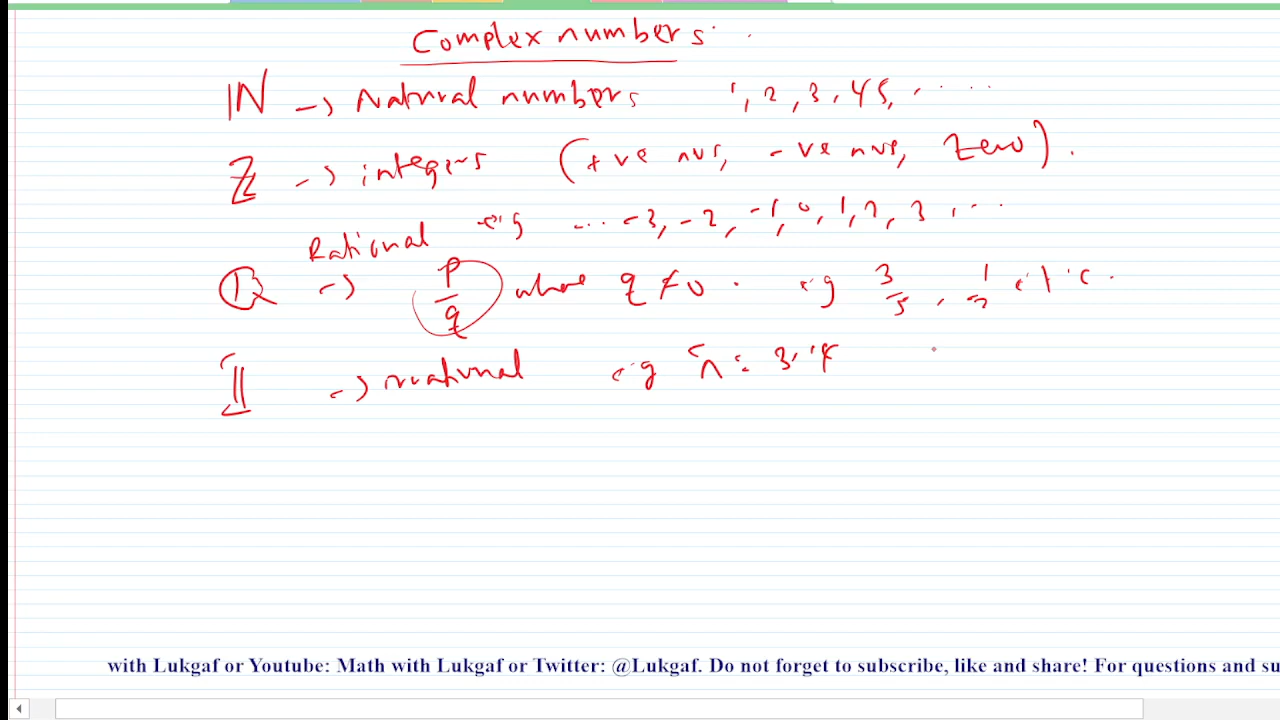 Complex numbers.
ℕ → Natural numbers 1, 2, 3, 4 5, . . . .
ℤ → integers (+ve nus, -ve nus, Zero).
e.g ... -3, -2, -1, 0, 1, 2, 3, ...
Rational
ℚ → p/q where q ≠ 0. e.g 3/5, 1/2 etc.
𝕀 → irrational e.g π = 3.14
with Lukgaf or Youtube: Math with Lukgaf or Twitter: @Lukgaf. Do not forget to subscribe, like and share! For questions and su